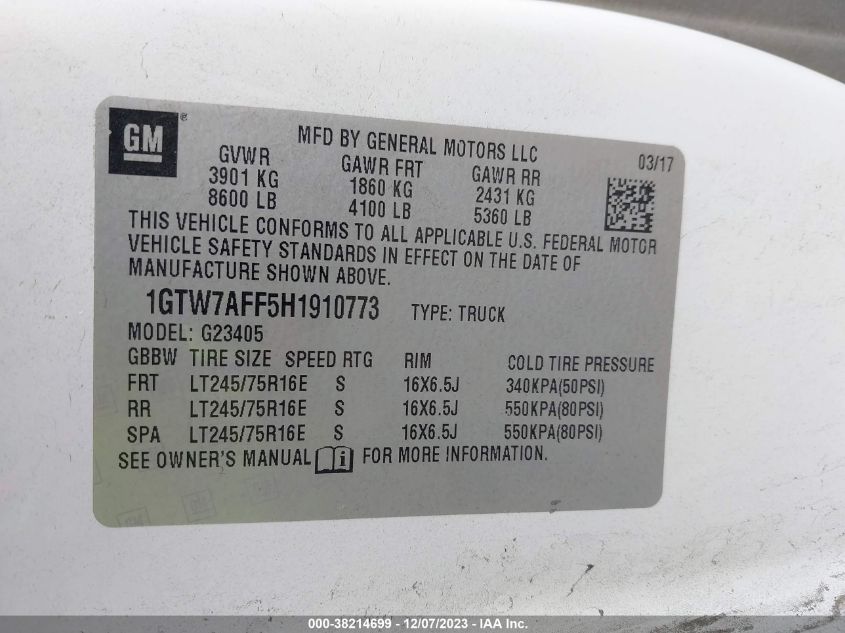 GM ®
MFD BY GENERAL MOTORS LLC 03/17
GVWR GAWR FRT GAWR RR
3901 KG 1860 KG 2431 KG
8600 LB 4100 LB 5360 LB
THIS VEHICLE CONFORMS TO ALL APPLICABLE U.S. FEDERAL MOTOR
VEHICLE SAFETY STANDARDS IN EFFECT ON THE DATE OF
MANUFACTURE SHOWN ABOVE.
1GTW7AFF5H1910773 TYPE: TRUCK
MODEL: G23405
GBBW TIRE SIZE SPEED RTG RIM COLD TIRE PRESSURE
FRT LT245/75R16E S 16X6.5J 340KPA(50PSI)
RR LT245/75R16E S 16X6.5J 550KPA(80PSI)
SPA LT245/75R16E S 16X6.5J 550KPA(80PSI)
SEE OWNER'S MANUAL i FOR MORE INFORMATION.
000-38214699 - 12/07/2023 - IAA Inc.